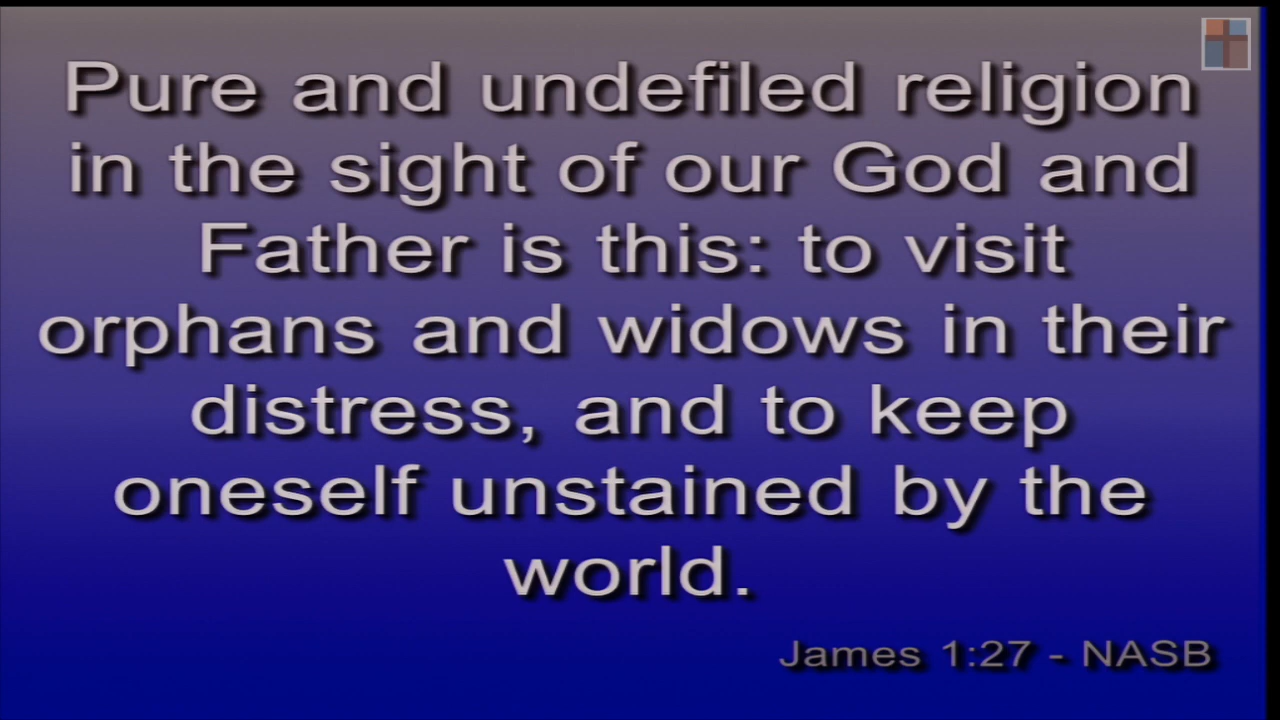 Pure and undefiled religion
in the sight of our God and
Father is this: to visit
orphans and widows in their
distress, and to keep
oneself unstained by the
world.
James 1:27 - NASB